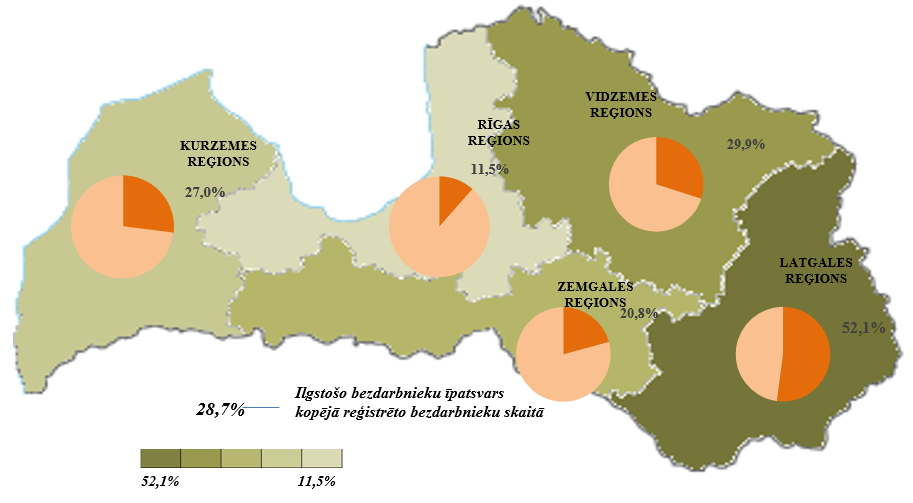 VIDZEMES
REĢIONS
29,9%
RĪGAS
REĢIONS
11,5%
KURZEMES
REĢIONS
27,0%
LATGALES
REĢIONS
52,1%
ZEMGALES
REĢIONS
20,8%
28,7%
Ilgstošo bezdarbnieku īpatsvars
kopējā reģistrēto bezdarbnieku skaitā
52,1%
11,5%